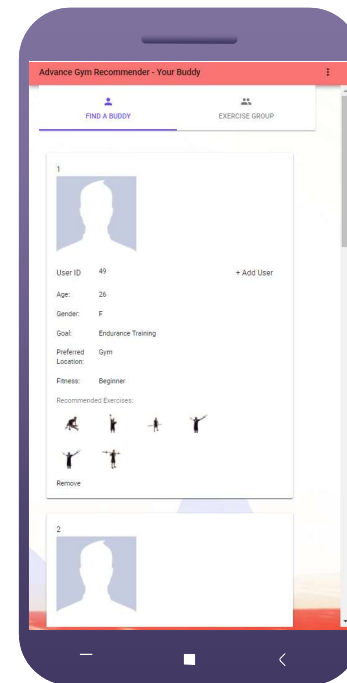 Advance Gym Recommender - Your Buddy
FIND A BUDDY
EXERCISE GROUP
1
User ID 49 + Add User
Age: 26
Gender: F
Goal: Endurance Training
Preferred Location: Gym
Fitness: Beginner
Recommended Exercises:
Remove
2